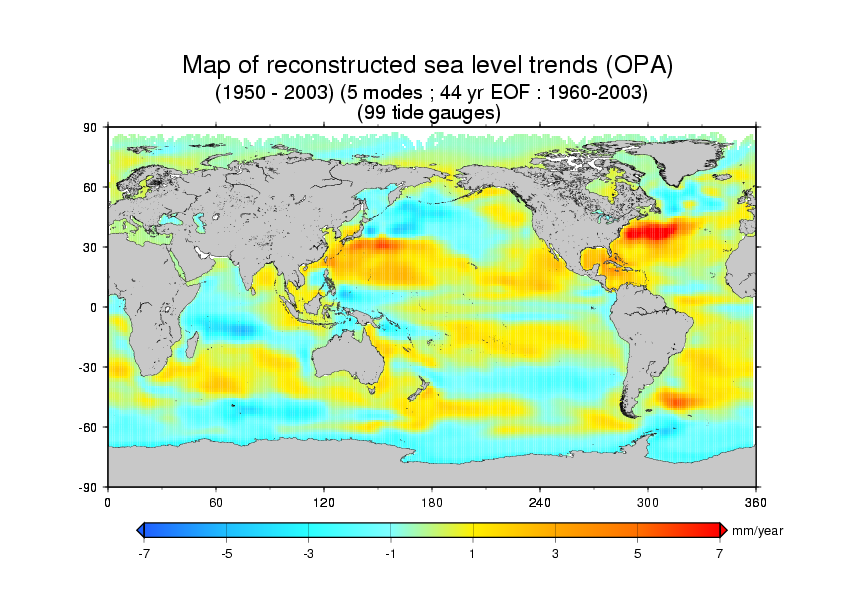 Map of reconstructed sea level trends (OPA)
(1950 - 2003) (5 modes ; 44 yr EOF : 1960-2003)
(99 tide gauges)
90
60
30
0
-30
-60
-90
0 60 120 180 240 300 360
mm/year
-7 -5 -3 -1 1 3 5 7